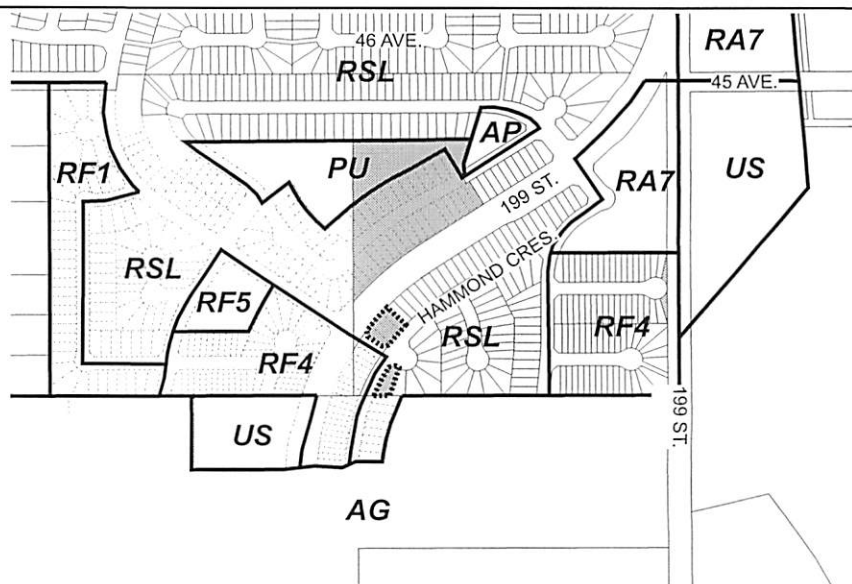 46 AVE.
RA7
RSL
45 AVE.
AP
PU
RF1
RA7
US
199 ST.
RSL
HAMMOND CRES.
RF5
RSL
RF4
RF4
199 ST.
US
AG